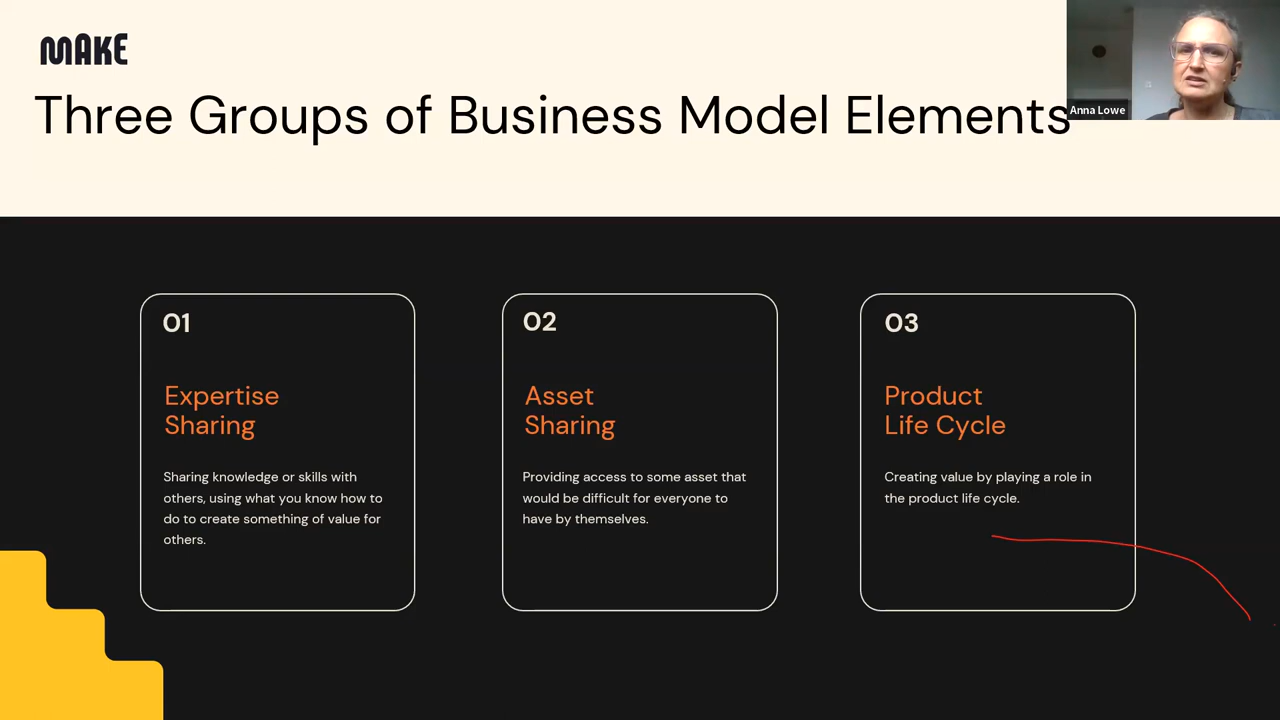 MAKE
Three Groups of Business Model Elements
Anna Lowe
01
Expertise
Sharing
Sharing knowledge or skills with
others, using what you know how to
do to create something of value for
others.
02
Asset
Sharing
Providing access to some asset that
would be difficult for everyone to
have by themselves.
03
Product
Life Cycle
Creating value by playing a role in
the product life cycle.